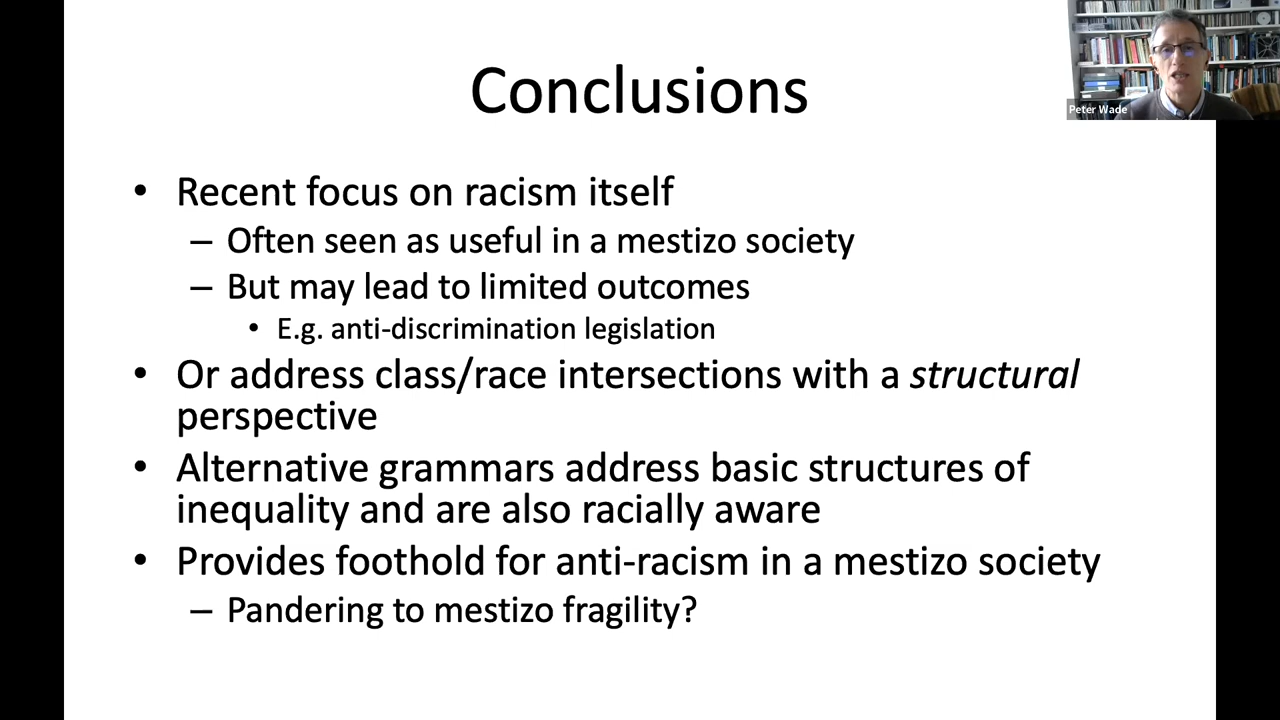 Conclusions
Peter Wade
• Recent focus on racism itself
– Often seen as useful in a mestizo society
– But may lead to limited outcomes
• E.g. anti-discrimination legislation
• Or address class/race intersections with a structural
perspective
• Alternative grammars address basic structures of
inequality and are also racially aware
• Provides foothold for anti-racism in a mestizo society
– Pandering to mestizo fragility?